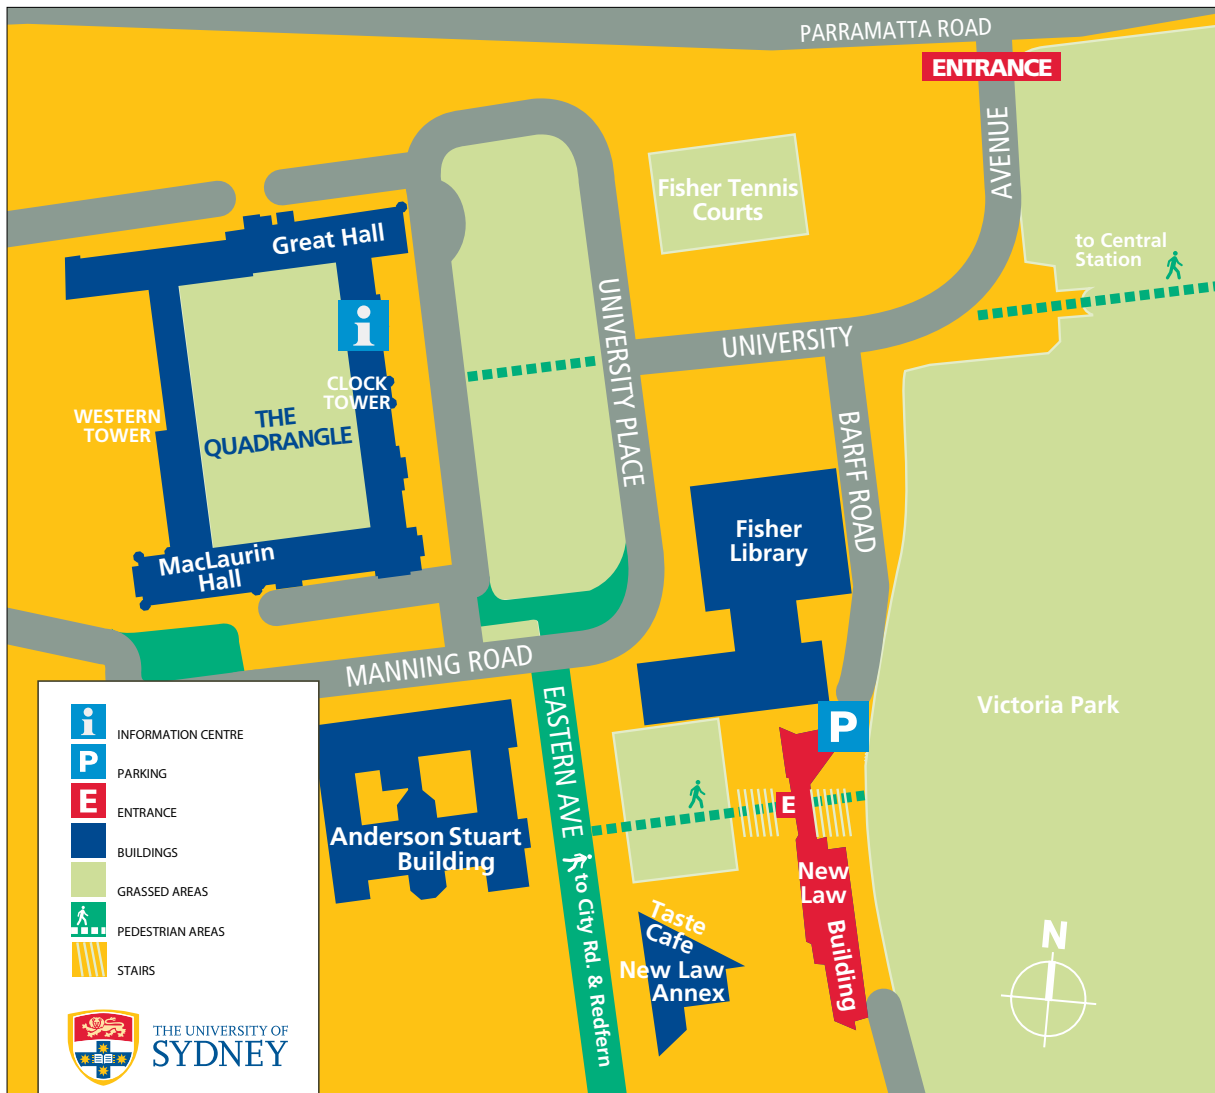 PARRAMATTA ROAD
ENTRANCE
AVENUE
Fisher Tennis
Courts
to Central
Station
Great Hall
i
UNIVERSITY PLACE
UNIVERSITY
CLOCK
TOWER
WESTERN
TOWER
THE
QUADRANGLE
BARFF ROAD
Fisher
Library
MacLaurin
Hall
MANNING ROAD
Victoria Park
P
EASTERN AVE
to City Rd. & Redfern
E
Anderson Stuart
Building
New
Law
Building
Taste
Cafe
New Law
Annex
N
i INFORMATION CENTRE
P PARKING
E ENTRANCE
BUILDINGS
GRASSED AREAS
PEDESTRIAN AREAS
STAIRS
THE UNIVERSITY OF
SYDNEY